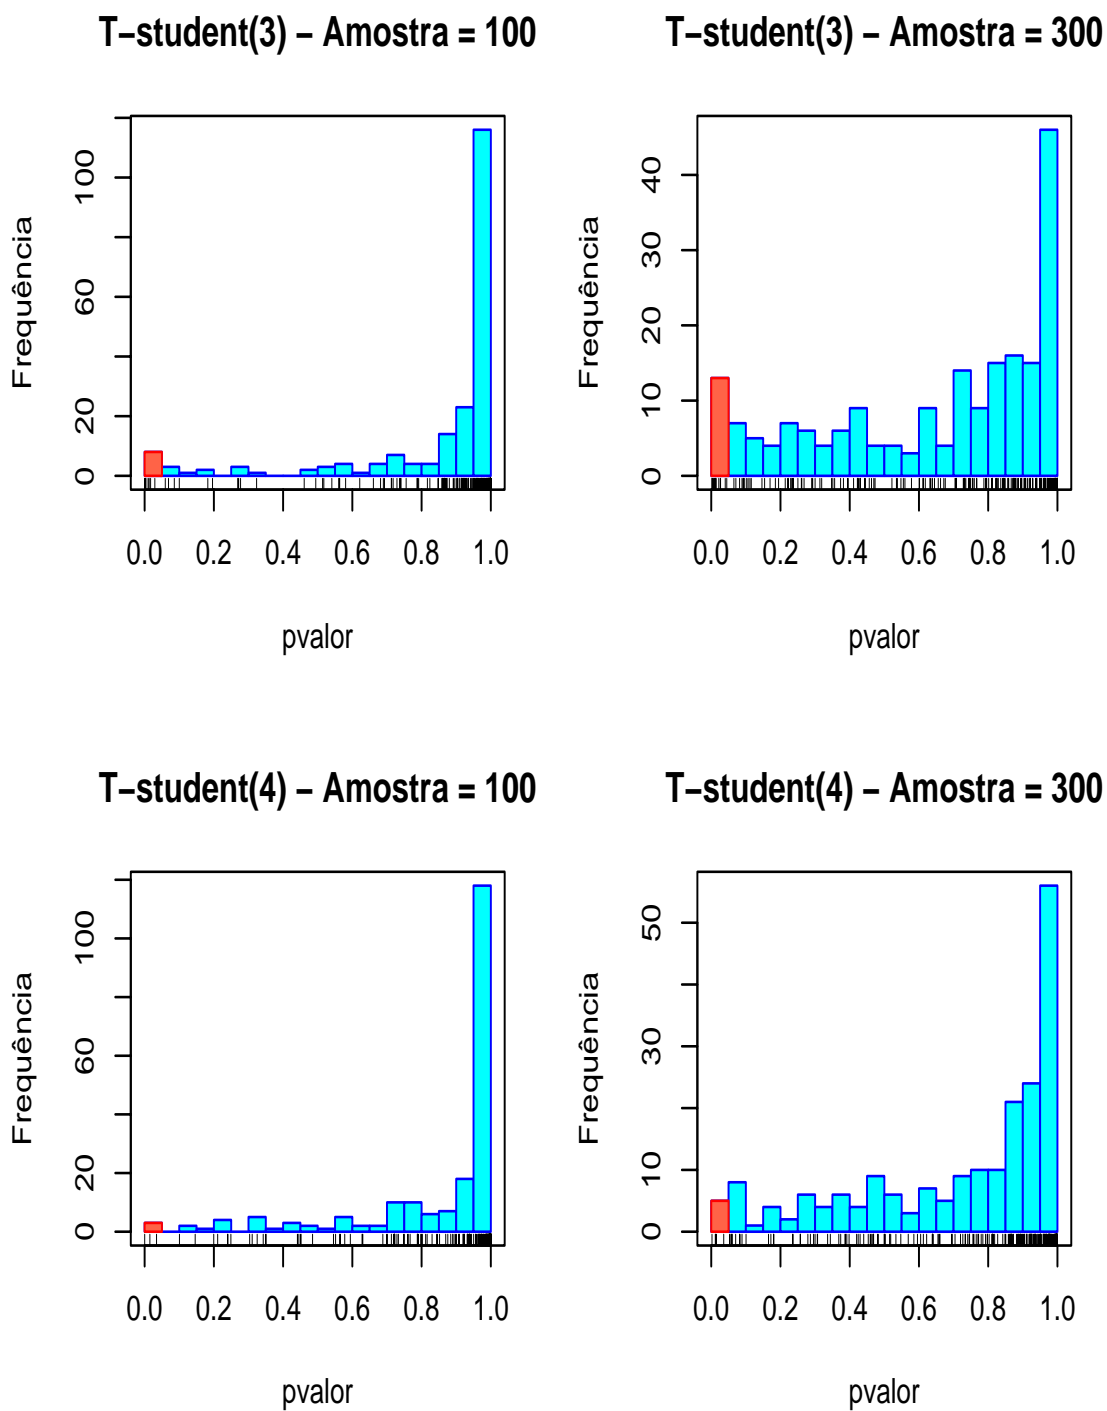 T–student(3) – Amostra = 100
Frequência
0 20 60 100
0.0 0.2 0.4 0.6 0.8 1.0
pvalor
T–student(3) – Amostra = 300
Frequência
0 10 20 30 40
0.0 0.2 0.4 0.6 0.8 1.0
pvalor
T–student(4) – Amostra = 100
Frequência
0 20 60 100
0.0 0.2 0.4 0.6 0.8 1.0
pvalor
T–student(4) – Amostra = 300
Frequência
0 10 30 50
0.0 0.2 0.4 0.6 0.8 1.0
pvalor